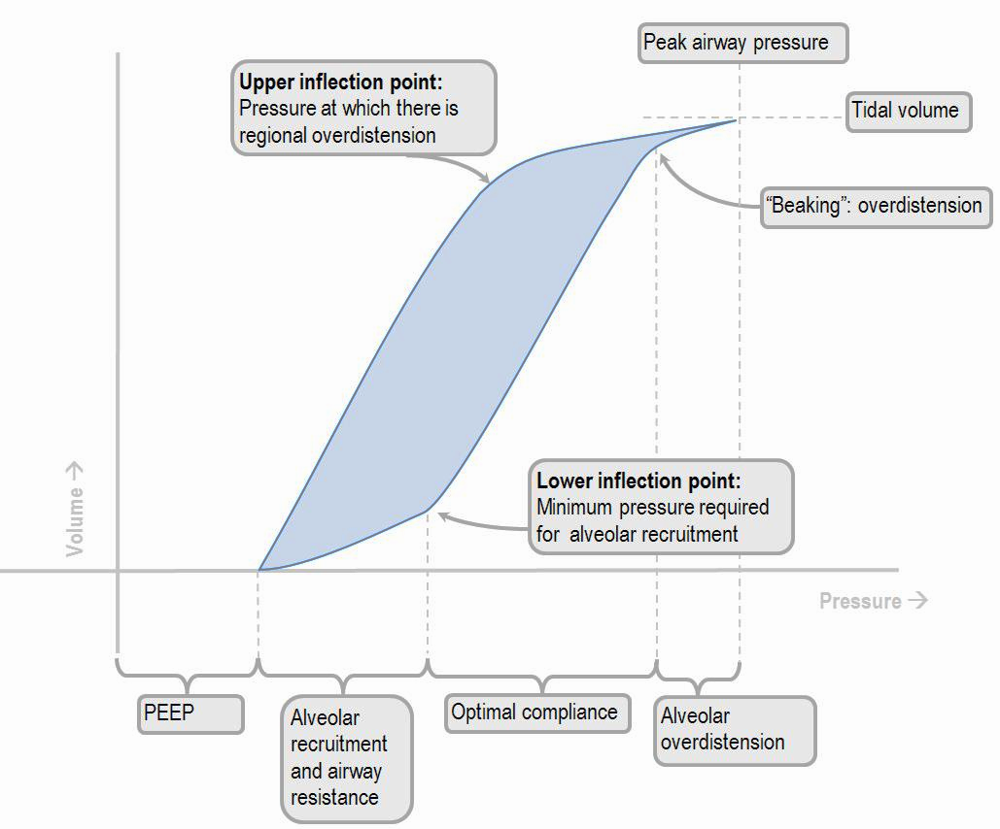 Peak airway pressure
Upper inflection point:
Pressure at which there is
regional overdistension
Tidal volume
“Beaking”: overdistension
Lower inflection point:
Minimum pressure required
for alveolar recruitment
Volume →
Pressure →
PEEP
Alveolar
recruitment
and airway
resistance
Optimal compliance
Alveolar
overdistension